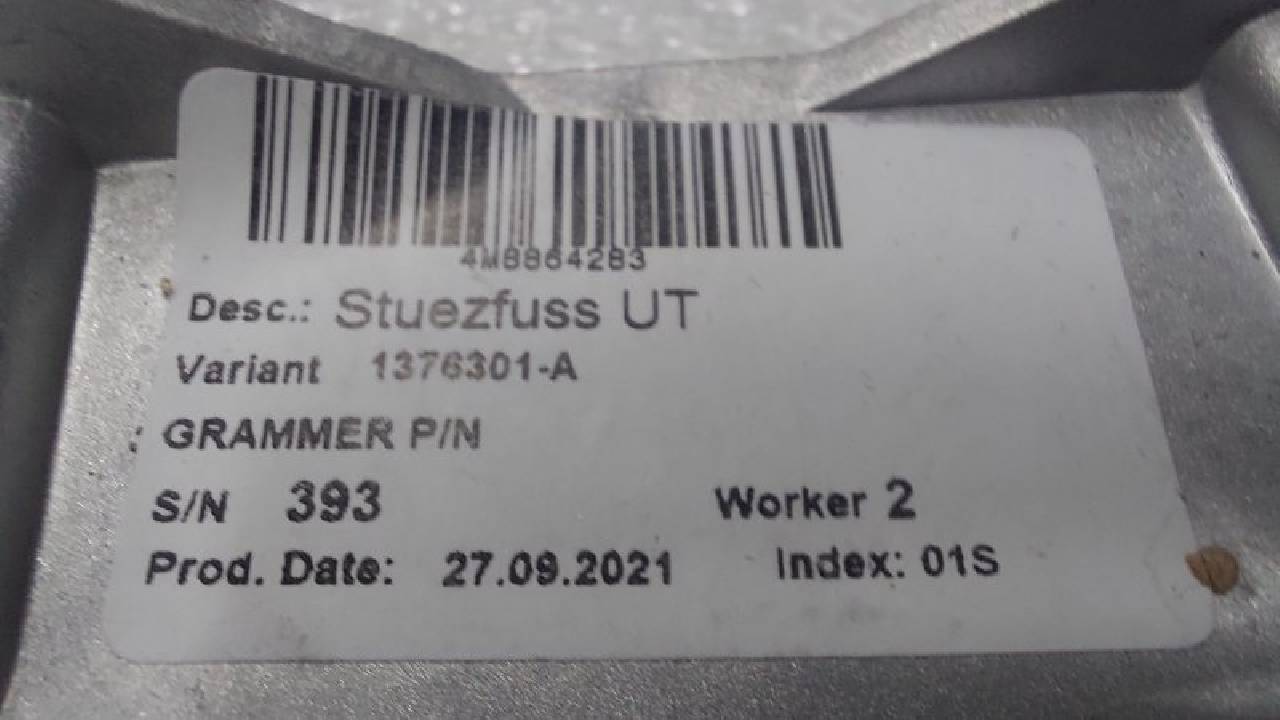 4M8864283
Desc.: Stuezfuss UT
Variant 1376301-A
GRAMMER P/N
S/N 393 Worker 2
Prod. Date: 27.09.2021 Index: 01S